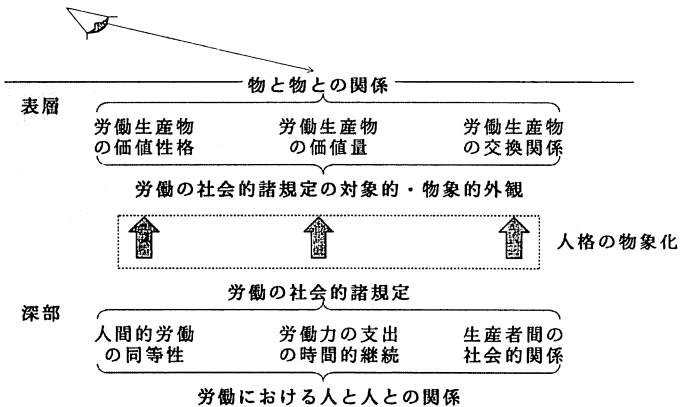 物と物との関係
表層
労働生産物の価値性格
労働生産物の価値量
労働生産物の交換関係
労働の社会的諸規定の対象的・物象的外観
人格の物象化
労働の社会的諸規定
深部
人間的労働の同等性
労働力の支出の時間的継続
生産者間の社会的関係
労働における人と人との関係